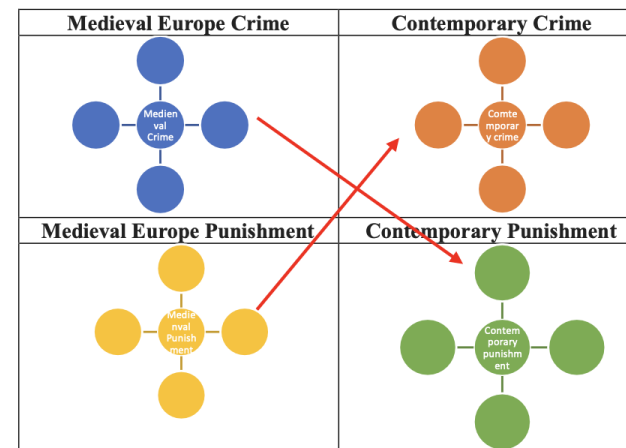 Medieval Europe Crime
Contemporary Crime
Medien
val
Crime
Comte
mporar
y crime
Medieval Europe Punishment
Contemporary Punishment
Medie
nval
Punish
ment
Contem
porary
punishm
ent